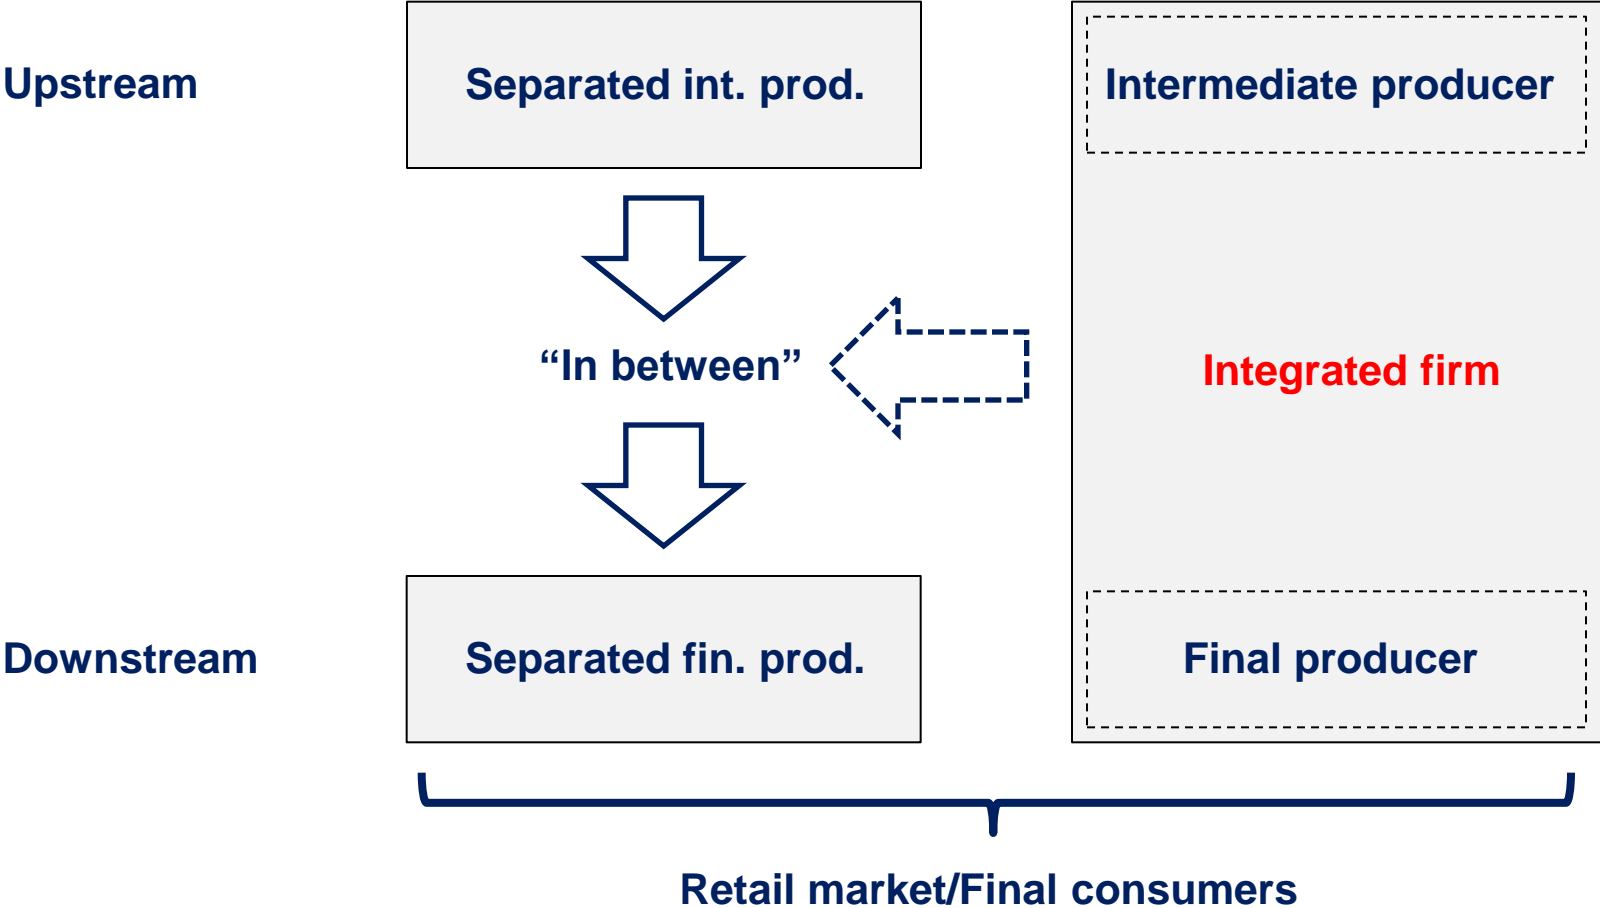 Upstream
Separated int. prod.
Intermediate producer
“In between”
Integrated firm
Downstream
Separated fin. prod.
Final producer
Retail market/Final consumers